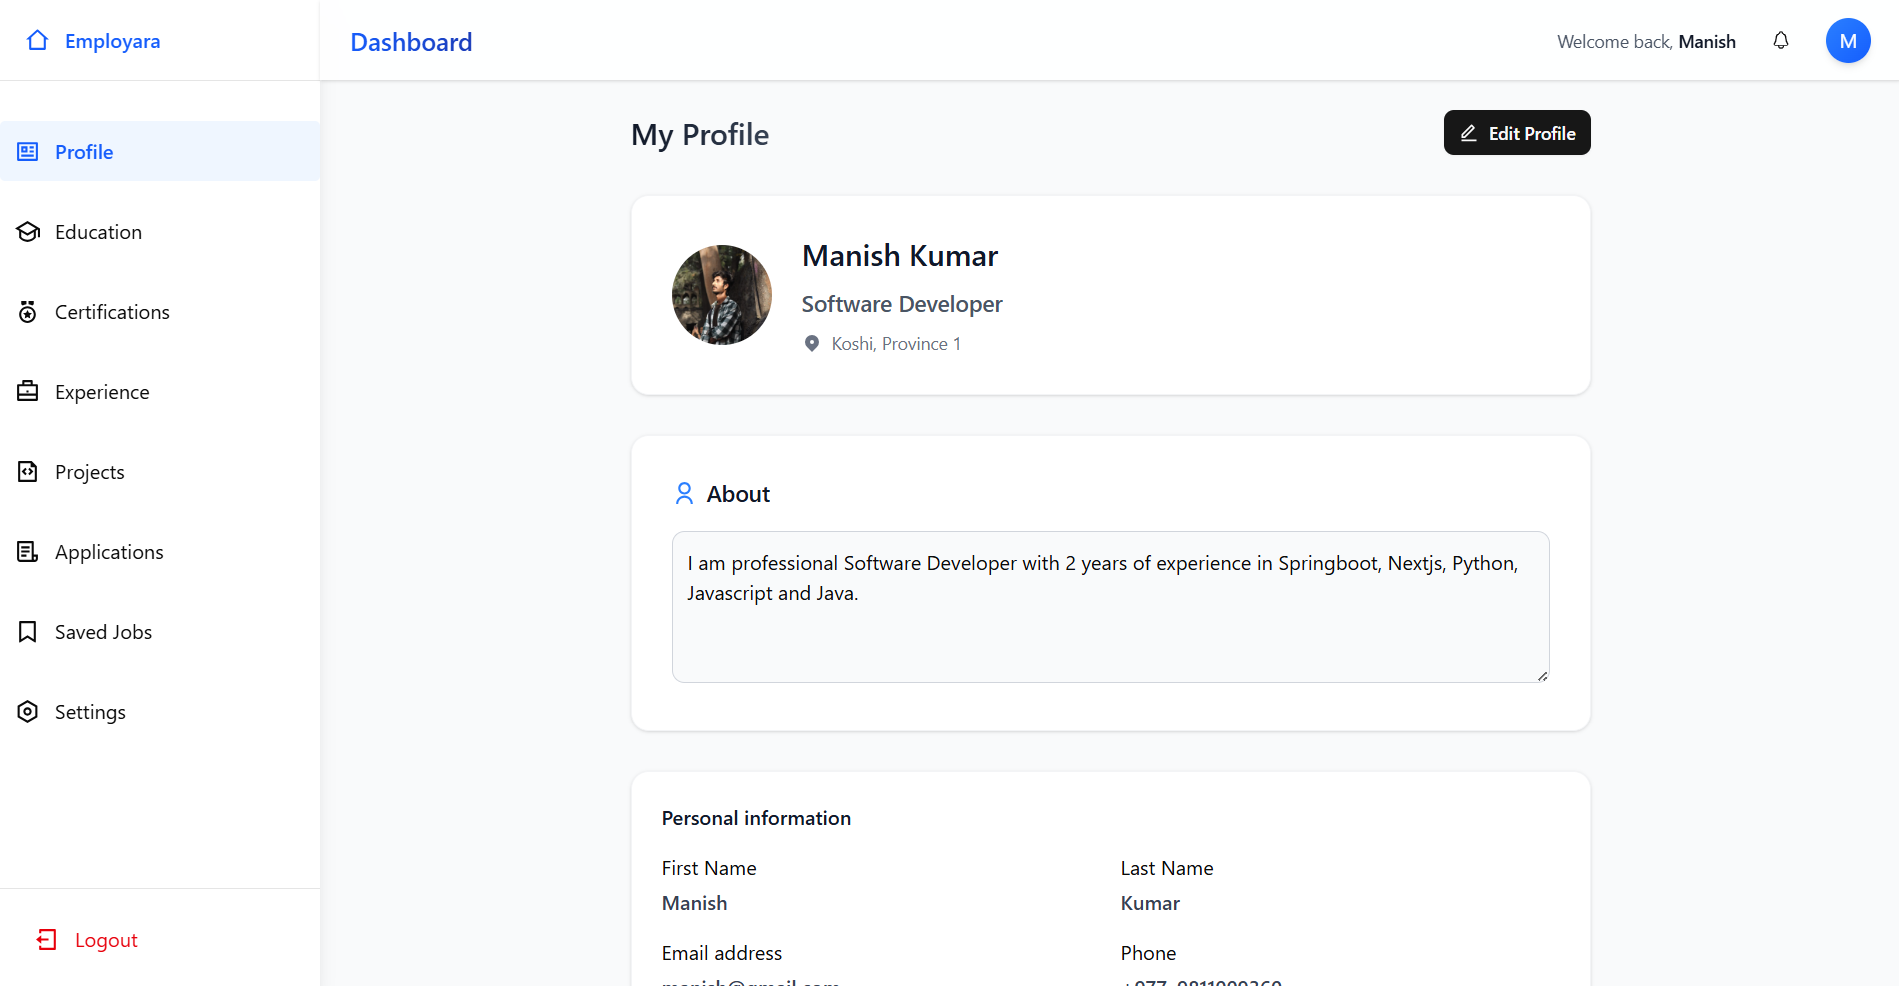 Employara
Dashboard
Welcome back, Manish
M
Profile
Education
Certifications
Experience
Projects
Applications
Saved Jobs
Settings
Logout
My Profile
Edit Profile
Manish Kumar
Software Developer
Koshi, Province 1
About
I am professional Software Developer with 2 years of experience in Springboot, Nextjs, Python,
Javascript and Java.
Personal information
First Name
Last Name
Manish
Kumar
Email address
Phone